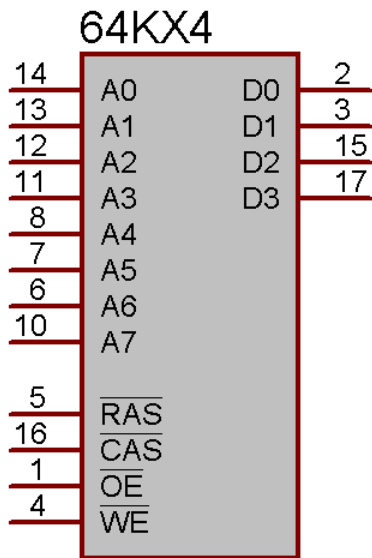 64KX4
14 A0 D0 2
13 A1 D1 3
12 A2 D2 15
11 A3 D3 17
8 A4
7 A5
6 A6
10 A7
5 RAS
16 CAS
1 OE
4 WE